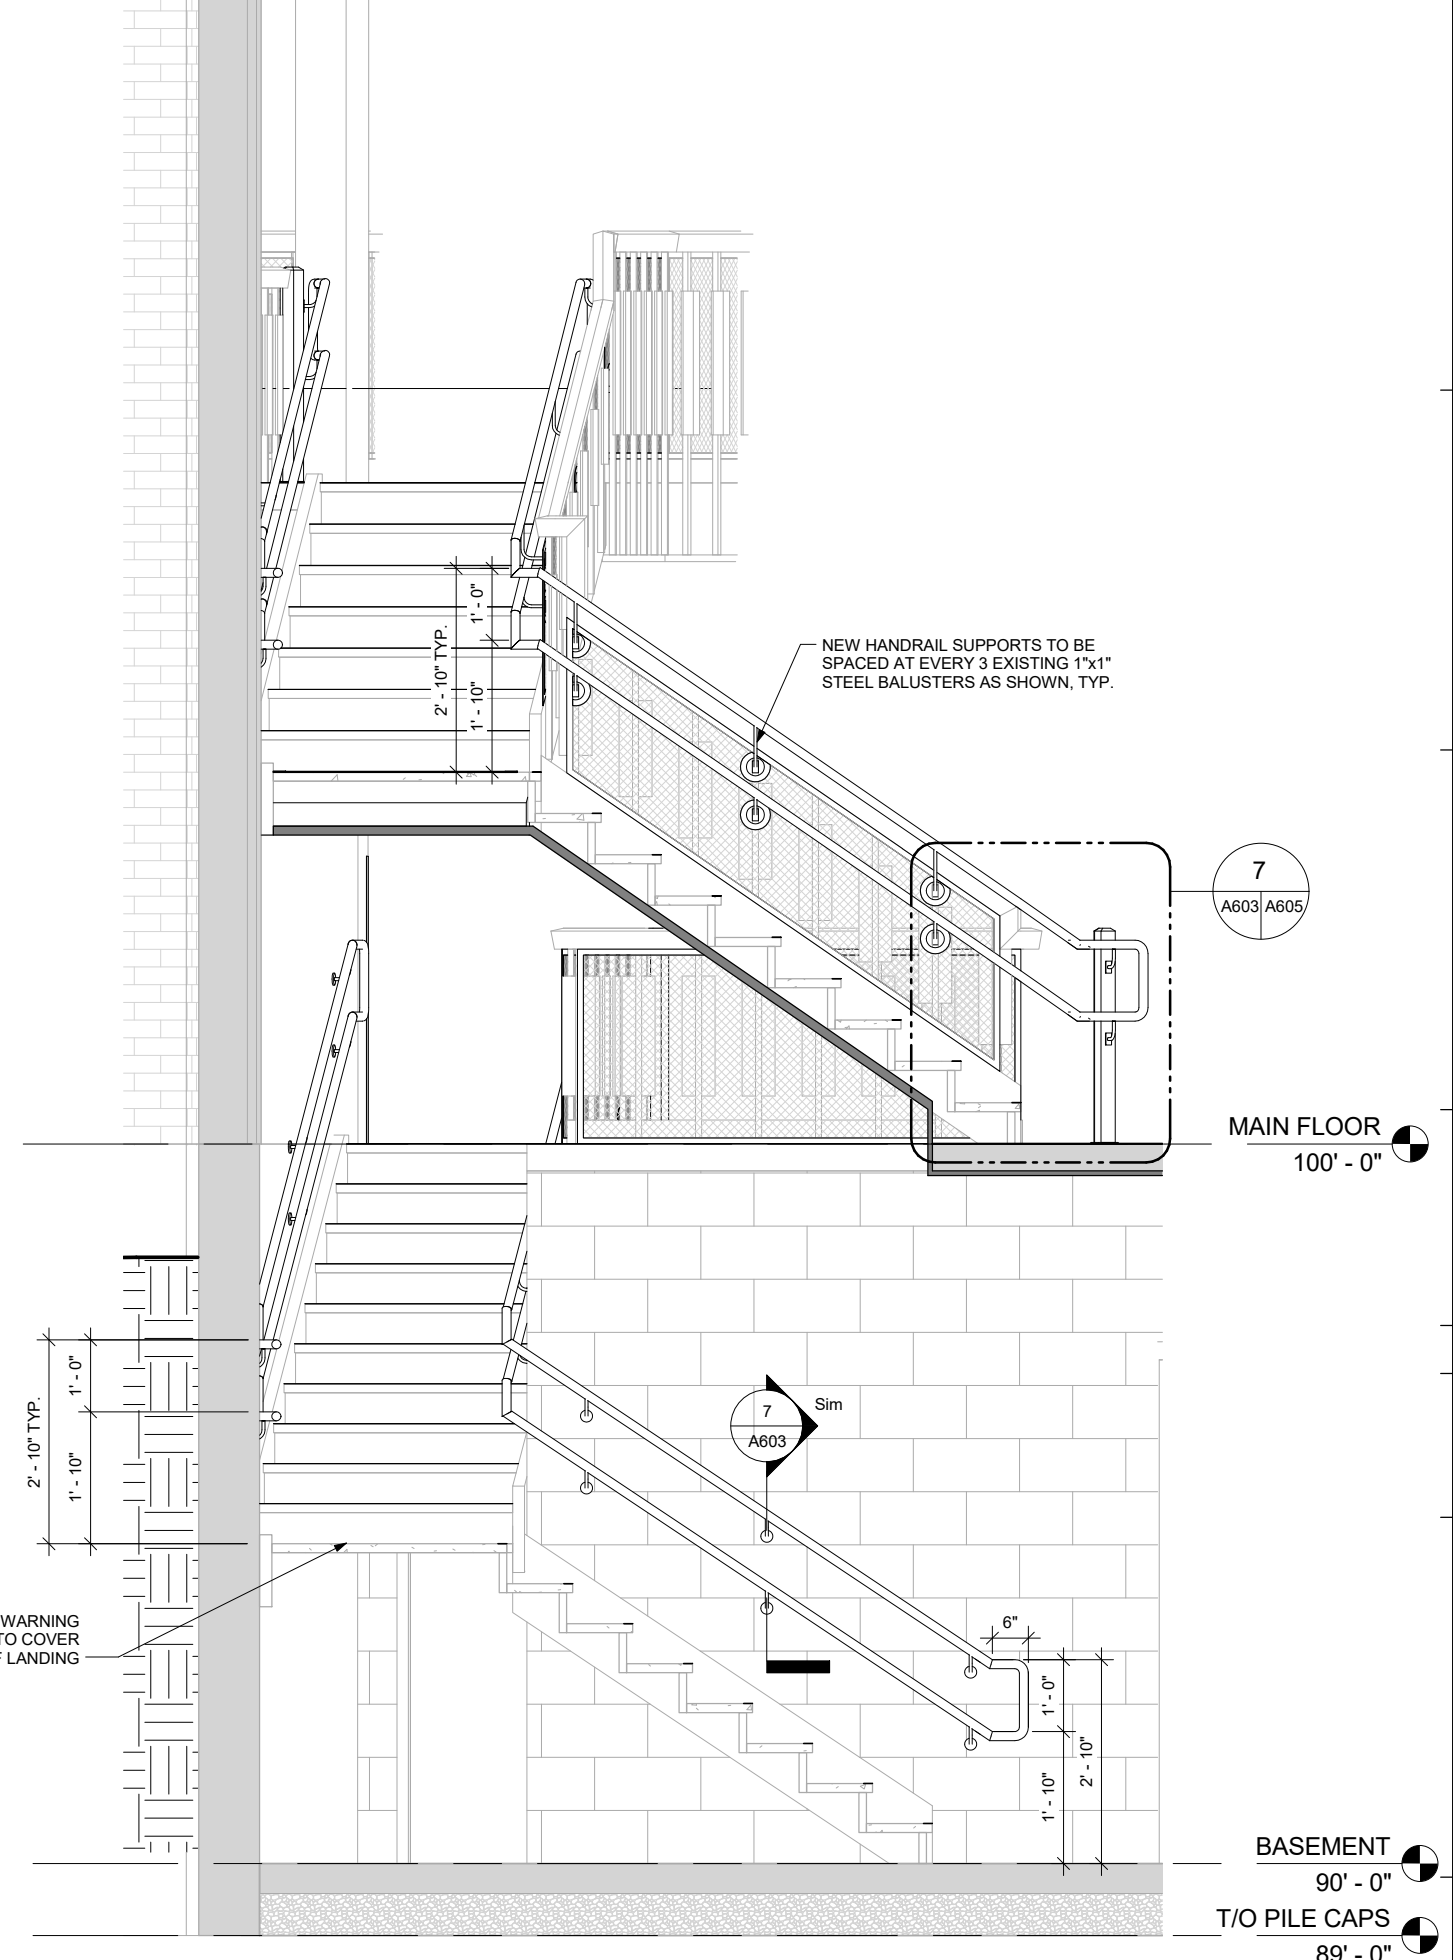 1' - 0"
2' - 10" TYP.
1' - 10"
NEW HANDRAIL SUPPORTS TO BE
SPACED AT EVERY 3 EXISTING 1"x1"
STEEL BALUSTERS AS SHOWN, TYP.
7
A603 A605
MAIN FLOOR
100' - 0"
1' - 0"
2' - 10" TYP.
1' - 10"
7
A603
Sim
WARNING
TO COVER
LANDING
6"
1' - 0"
2' - 10"
1' - 10"
BASEMENT
90' - 0"
T/O PILE CAPS
89' - 0"